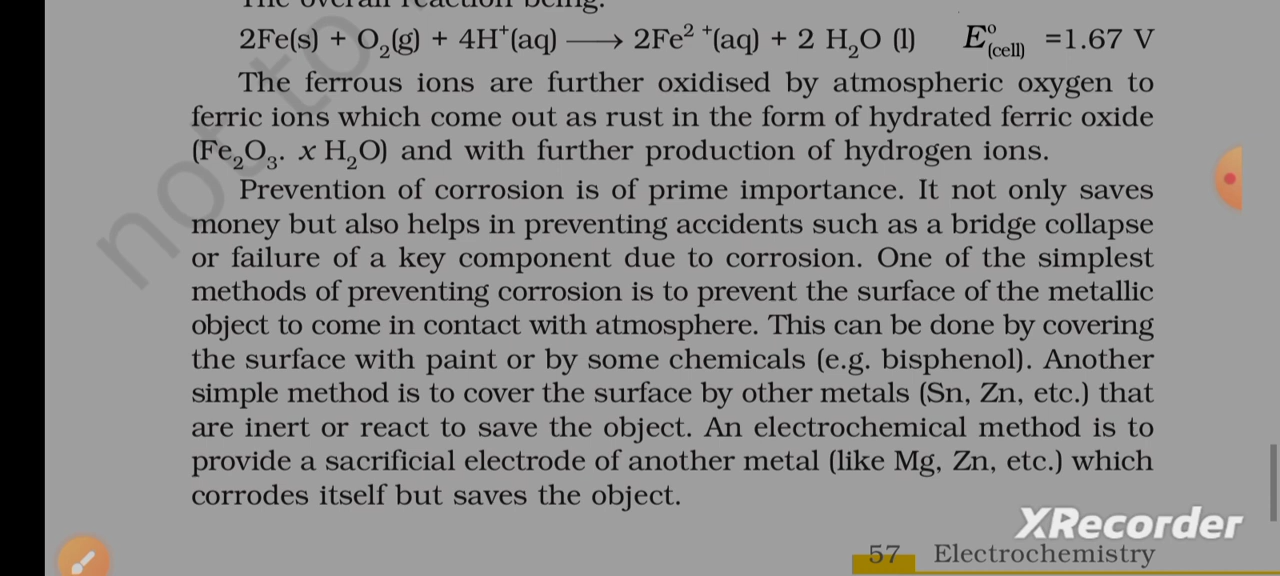 The overall reaction being:
2Fe(s) + O₂(g) + 4H⁺(aq) ⟶ 2Fe²⁺(aq) + 2 H₂O (l) E°(cell) =1.67 V
The ferrous ions are further oxidised by atmospheric oxygen to
ferric ions which come out as rust in the form of hydrated ferric oxide
(Fe₂O₃. x H₂O) and with further production of hydrogen ions.
Prevention of corrosion is of prime importance. It not only saves
money but also helps in preventing accidents such as a bridge collapse
or failure of a key component due to corrosion. One of the simplest
methods of preventing corrosion is to prevent the surface of the metallic
object to come in contact with atmosphere. This can be done by covering
the surface with paint or by some chemicals (e.g. bisphenol). Another
simple method is to cover the surface by other metals (Sn, Zn, etc.) that
are inert or react to save the object. An electrochemical method is to
provide a sacrificial electrode of another metal (like Mg, Zn, etc.) which
corrodes itself but saves the object.
not to
XRecorder
57 Electrochemistry